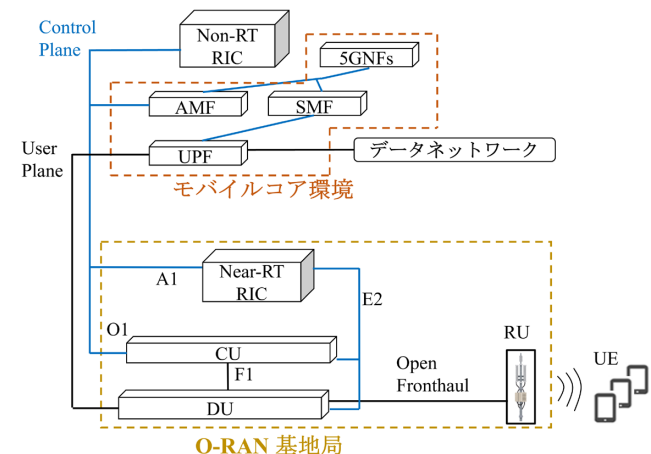 Control
Plane
Non-RT
RIC
5GNFs
AMF
SMF
User
Plane
UPF
データネットワーク
モバイルコア環境
A1
Near-RT
RIC
E2
O1
CU
RU
UE
F1
Open
Fronthaul
DU
O-RAN 基地局